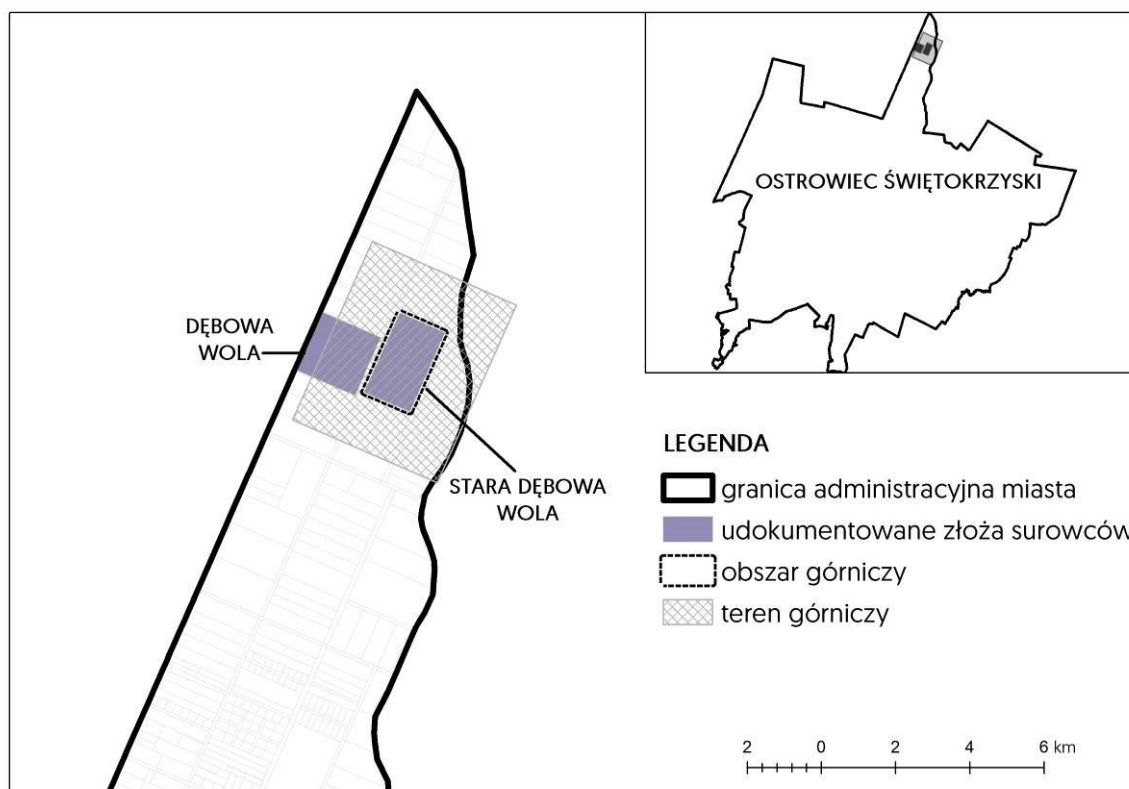 OSTROWIEC ŚWIĘTOKRZYSKI
DĘBOWA
WOLA
STARA DĘBOWA
WOLA
LEGENDA
granica administracyjna miasta
udokumentowane złoża surowców
obszar górniczy
teren górniczy
2 0 2 4 6 km